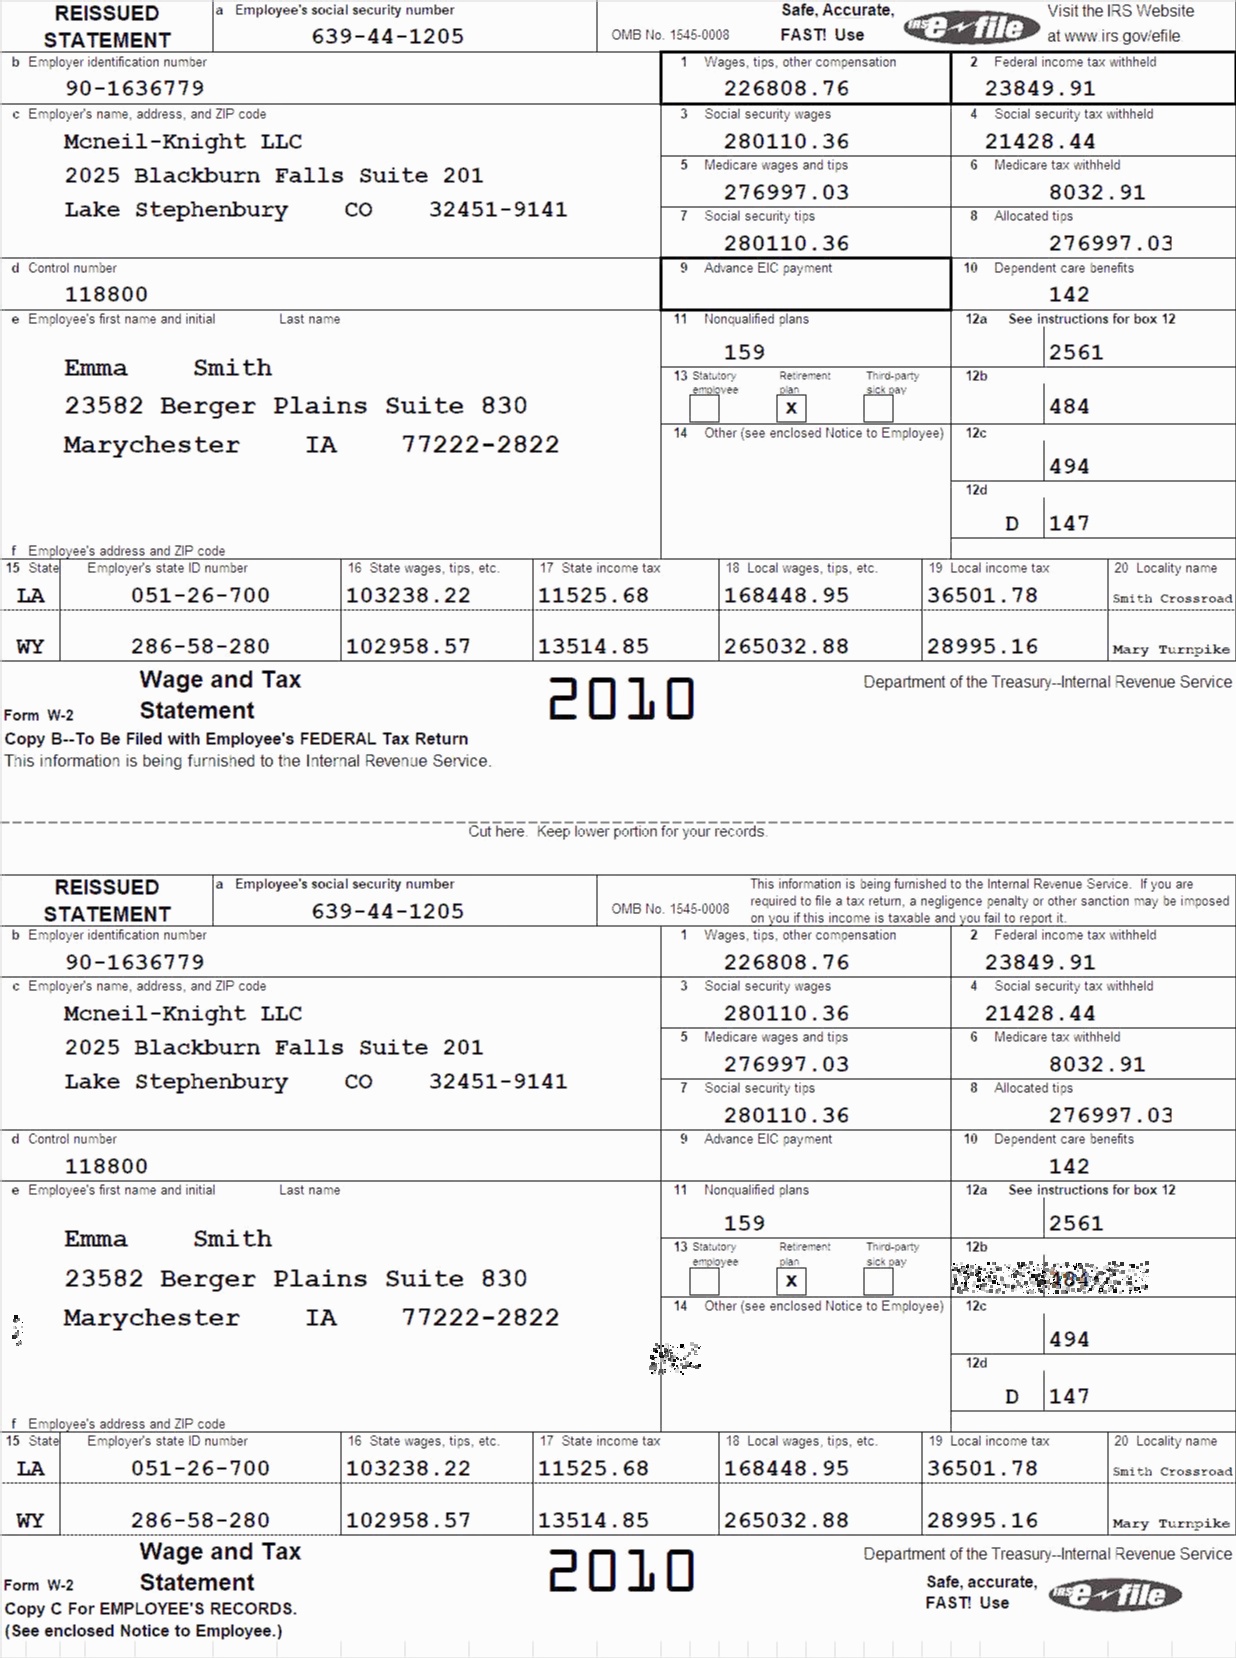 REISSUED STATEMENT
a Employee's social security number
639-44-1205
OMB No. 1545-0008
Safe, Accurate, FAST! Use
IRS e-file
Visit the IRS Website at www.irs.gov/efile
b Employer identification number
90-1636779
1 Wages, tips, other compensation
226808.76
2 Federal income tax withheld
23849.91
c Employer's name, address, and ZIP code
Mcneil-Knight LLC
2025 Blackburn Falls Suite 201
Lake Stephenbury CO 32451-9141
3 Social security wages
280110.36
4 Social security tax withheld
21428.44
5 Medicare wages and tips
276997.03
6 Medicare tax withheld
8032.91
7 Social security tips
280110.36
8 Allocated tips
276997.03
d Control number
118800
9 Advance EIC payment
10 Dependent care benefits
142
e Employee's first name and initial Last name
Emma Smith
23582 Berger Plains Suite 830
Marychester IA 77222-2822
11 Nonqualified plans
159
12a See instructions for box 12
2561
13 Statutory employee Retirement plan Third-party sick pay
X
12b
484
14 Other (see enclosed Notice to Employee)
12c
494
12d
D 147
f Employee's address and ZIP code
15 State Employer's state ID number 16 State wages, tips, etc. 17 State income tax 18 Local wages, tips, etc. 19 Local income tax 20 Locality name
LA 051-26-700 103238.22 11525.68 168448.95 36501.78 Smith Crossroad
WY 286-58-280 102958.57 13514.85 265032.88 28995.16 Mary Turnpike
Form W-2 Wage and Tax Statement
2010
Department of the Treasury--Internal Revenue Service
Copy B--To Be Filed with Employee's FEDERAL Tax Return
This information is being furnished to the Internal Revenue Service.
Cut here. Keep lower portion for your records.
REISSUED STATEMENT
a Employee's social security number
639-44-1205
OMB No. 1545-0008
This information is being furnished to the Internal Revenue Service. If you are
required to file a tax return, a negligence penalty or other sanction may be imposed
on you if this income is taxable and you fail to report it.
b Employer identification number
90-1636779
1 Wages, tips, other compensation
226808.76
2 Federal income tax withheld
23849.91
c Employer's name, address, and ZIP code
Mcneil-Knight LLC
2025 Blackburn Falls Suite 201
Lake Stephenbury CO 32451-9141
3 Social security wages
280110.36
4 Social security tax withheld
21428.44
5 Medicare wages and tips
276997.03
6 Medicare tax withheld
8032.91
7 Social security tips
280110.36
8 Allocated tips
276997.03
d Control number
118800
9 Advance EIC payment
10 Dependent care benefits
142
e Employee's first name and initial Last name
Emma Smith
23582 Berger Plains Suite 830
Marychester IA 77222-2822
11 Nonqualified plans
159
12a See instructions for box 12
2561
13 Statutory employee Retirement plan Third-party sick pay
X
12b
484
14 Other (see enclosed Notice to Employee)
12c
494
12d
D 147
f Employee's address and ZIP code
15 State Employer's state ID number 16 State wages, tips, etc. 17 State income tax 18 Local wages, tips, etc. 19 Local income tax 20 Locality name
LA 051-26-700 103238.22 11525.68 168448.95 36501.78 Smith Crossroad
WY 286-58-280 102958.57 13514.85 265032.88 28995.16 Mary Turnpike
Form W-2 Wage and Tax Statement
2010
Department of the Treasury--Internal Revenue Service
Copy C For EMPLOYEE'S RECORDS.
(See enclosed Notice to Employee.)
Safe, accurate, FAST! Use
IRS e-file